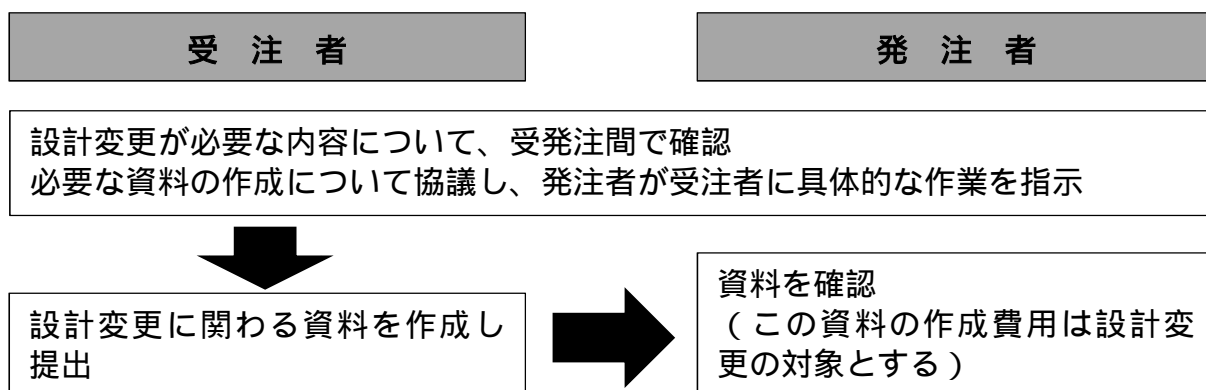 受　注　者
発　注　者
設計変更が必要な内容について、受発注間で確認
必要な資料の作成について協議し、発注者が受注者に具体的な作業を指示
設計変更に関わる資料を作成し
提出
資料を確認
（この資料の作成費用は設計変
更の対象とする）